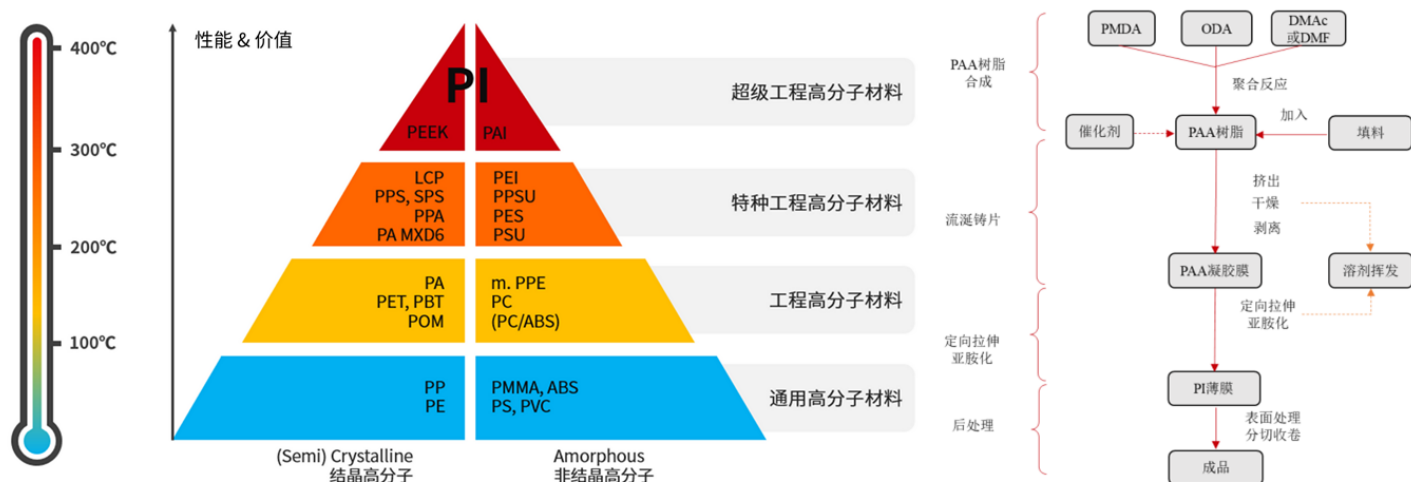 400℃
300℃
200℃
100℃
性能 & 价值
PI
PEEK
PAI
超级工程高分子材料
LCP
PPS, SPS
PPA
PA MXD6
PEI
PPSU
PES
PSU
特种工程高分子材料
PA
PET, PBT
POM
m. PPE
PC
(PC/ABS)
工程高分子材料
PP
PE
PMMA, ABS
PS, PVC
通用高分子材料
(Semi) Crystalline
结晶高分子
Amorphous
非结晶高分子
PAA树脂
合成
流涎铸片
定向拉伸
亚胺化
后处理
PMDA
ODA
DMAc
或DMF
聚合反应
催化剂
PAA树脂
加入
填料
挤出
干燥
剥离
PAA凝胶膜
溶剂挥发
定向拉伸
亚胺化
PI薄膜
表面处理
分切收卷
成品